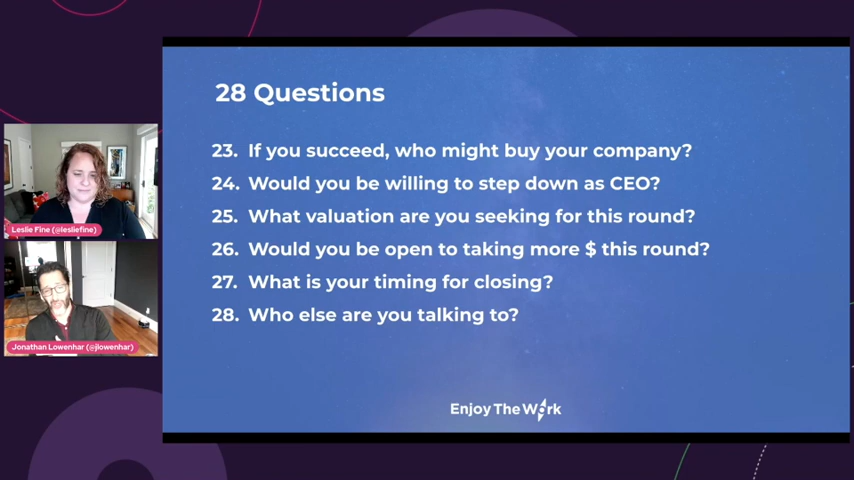 28 Questions
23. If you succeed, who might buy your company?
24. Would you be willing to step down as CEO?
25. What valuation are you seeking for this round?
26. Would you be open to taking more $ this round?
27. What is your timing for closing?
28. Who else are you talking to?
Enjoy The Work
Leslie Fine (@lesliefine)
Jonathan Lowenhar (@jlowenhar)